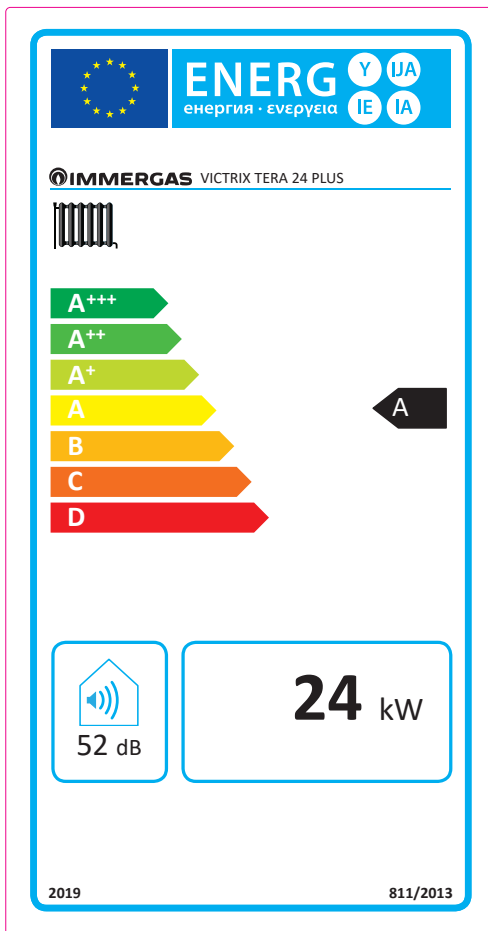 ENERG Y IJA
енергия · ενεργεια IE IA
IMMERGAS VICTRIX TERA 24 PLUS
A+++
A++
A+
A A
B
C
D
24 kW
52 dB
2019 811/2013